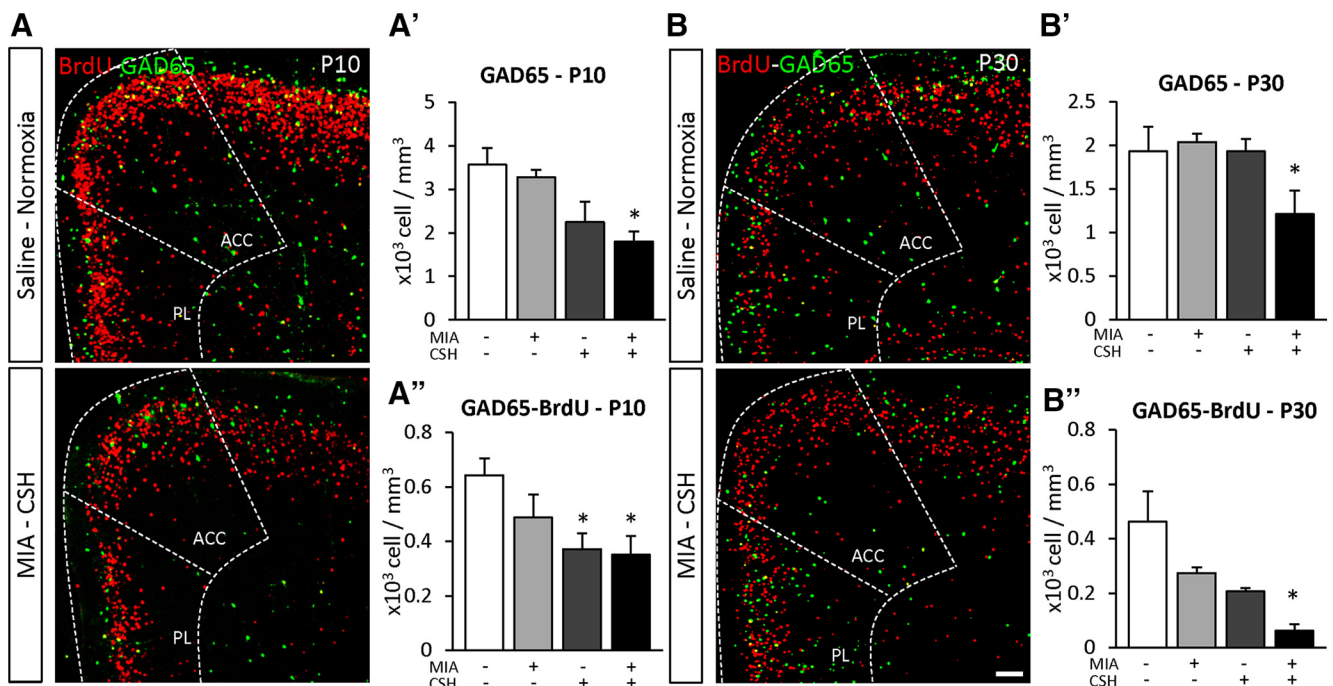 A
Saline - Normoxia
BrdU-GAD65
P10
ACC
PL
MIA - CSH
ACC
PL
A’
GAD65 - P10
x10³ cell / mm³
5
4
3
2
1
0
*
MIA - + - +
CSH - - + +
A’’
GAD65-BrdU - P10
x10³ cell / mm³
0.8
0.6
0.4
0.2
0
* *
MIA - + - +
CSH - - + +
B
Saline - Normoxia
BrdU-GAD65
P30
ACC
PL
MIA - CSH
ACC
PL
B’
GAD65 - P30
x10³ cell / mm³
2.5
2
1.5
1
0.5
0
*
MIA - + - +
CSH - - + +
B’’
GAD65-BrdU - P30
x10³ cell / mm³
0.8
0.6
0.4
0.2
0
*
MIA - + - +
CSH - - + +